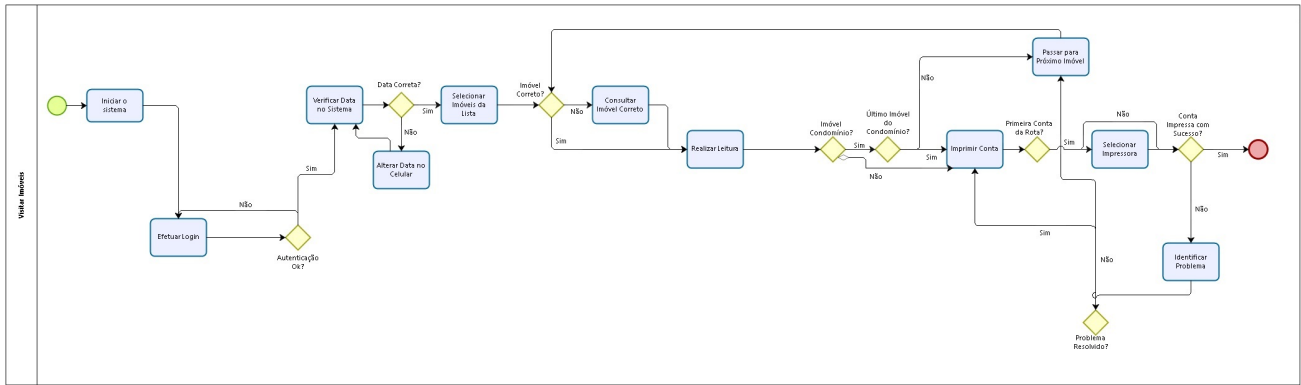 Visitar Imóveis
Iniciar o
sistema
Efetuar Login
Não
Autenticação
Ok?
Sim
Verificar Data
no Sistema
Data Correta?
Sim
Não
Alterar Data no
Celular
Selecionar
Imóveis da
Lista
Imóvel
Correto?
Não
Sim
Consultar
Imóvel Correto
Realizar Leitura
Imóvel
Condomínio?
Sim
Não
Último Imóvel
do
Condomínio?
Não
Sim
Passar para
Próximo Imóvel
Imprimir Conta
Primeira Conta
da Rota?
Sim
Não
Selecionar
Impressora
Conta
Impressa com
Sucesso?
Sim
Não
Identificar
Problema
Sim
Não
Problema
Resolvido?